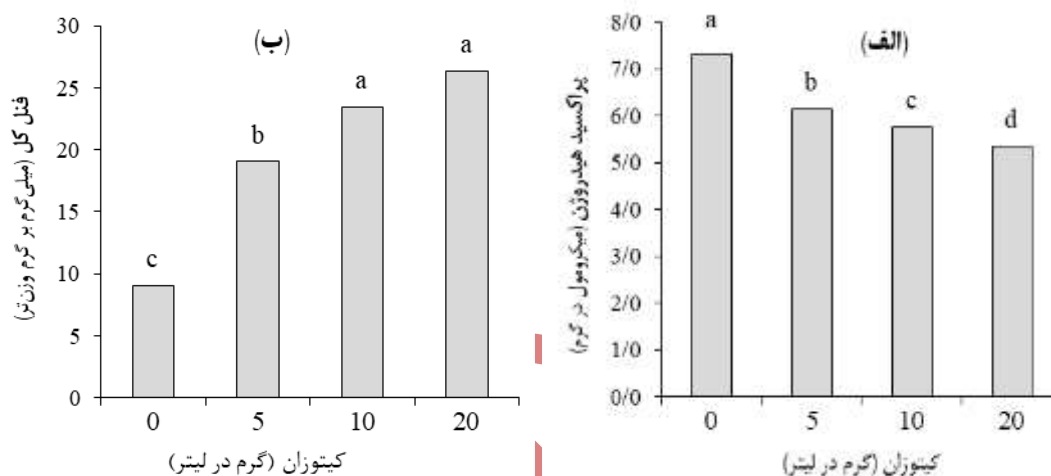 (الف)
پراکسید هیدروژن (میکرومول در گرم)
8/0
7/0
6/0
5/0
4/0
3/0
2/0
1/0
0/0
a
b
c
d
0 5 10 20
کیتوزان (گرم در لیتر)
(ب)
فنل کل (میلی‌گرم بر گرم وزن‌تر)
30
25
20
15
10
5
0
c
b
a
a
0 5 10 20
کیتوزان (گرم در لیتر)